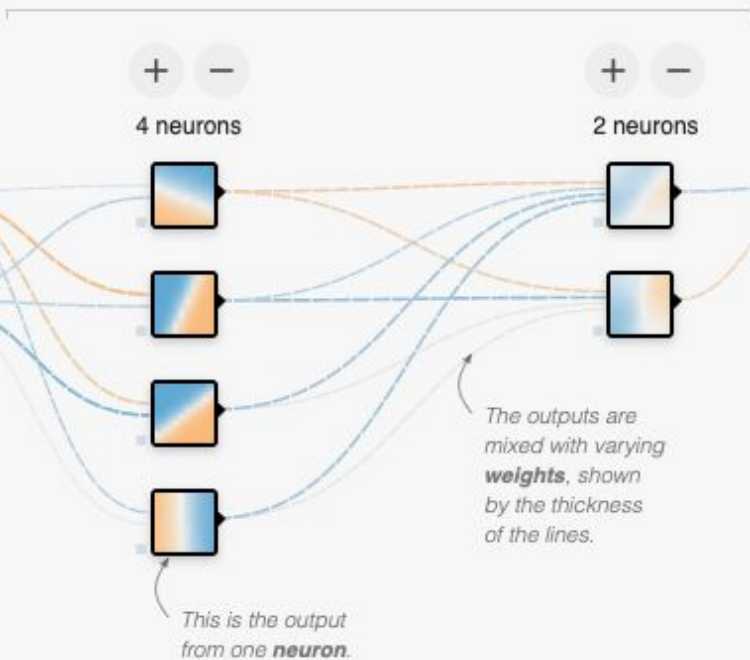 + − + −
4 neurons 2 neurons
The outputs are
mixed with varying
weights, shown
by the thickness
of the lines.
This is the output
from one neuron.